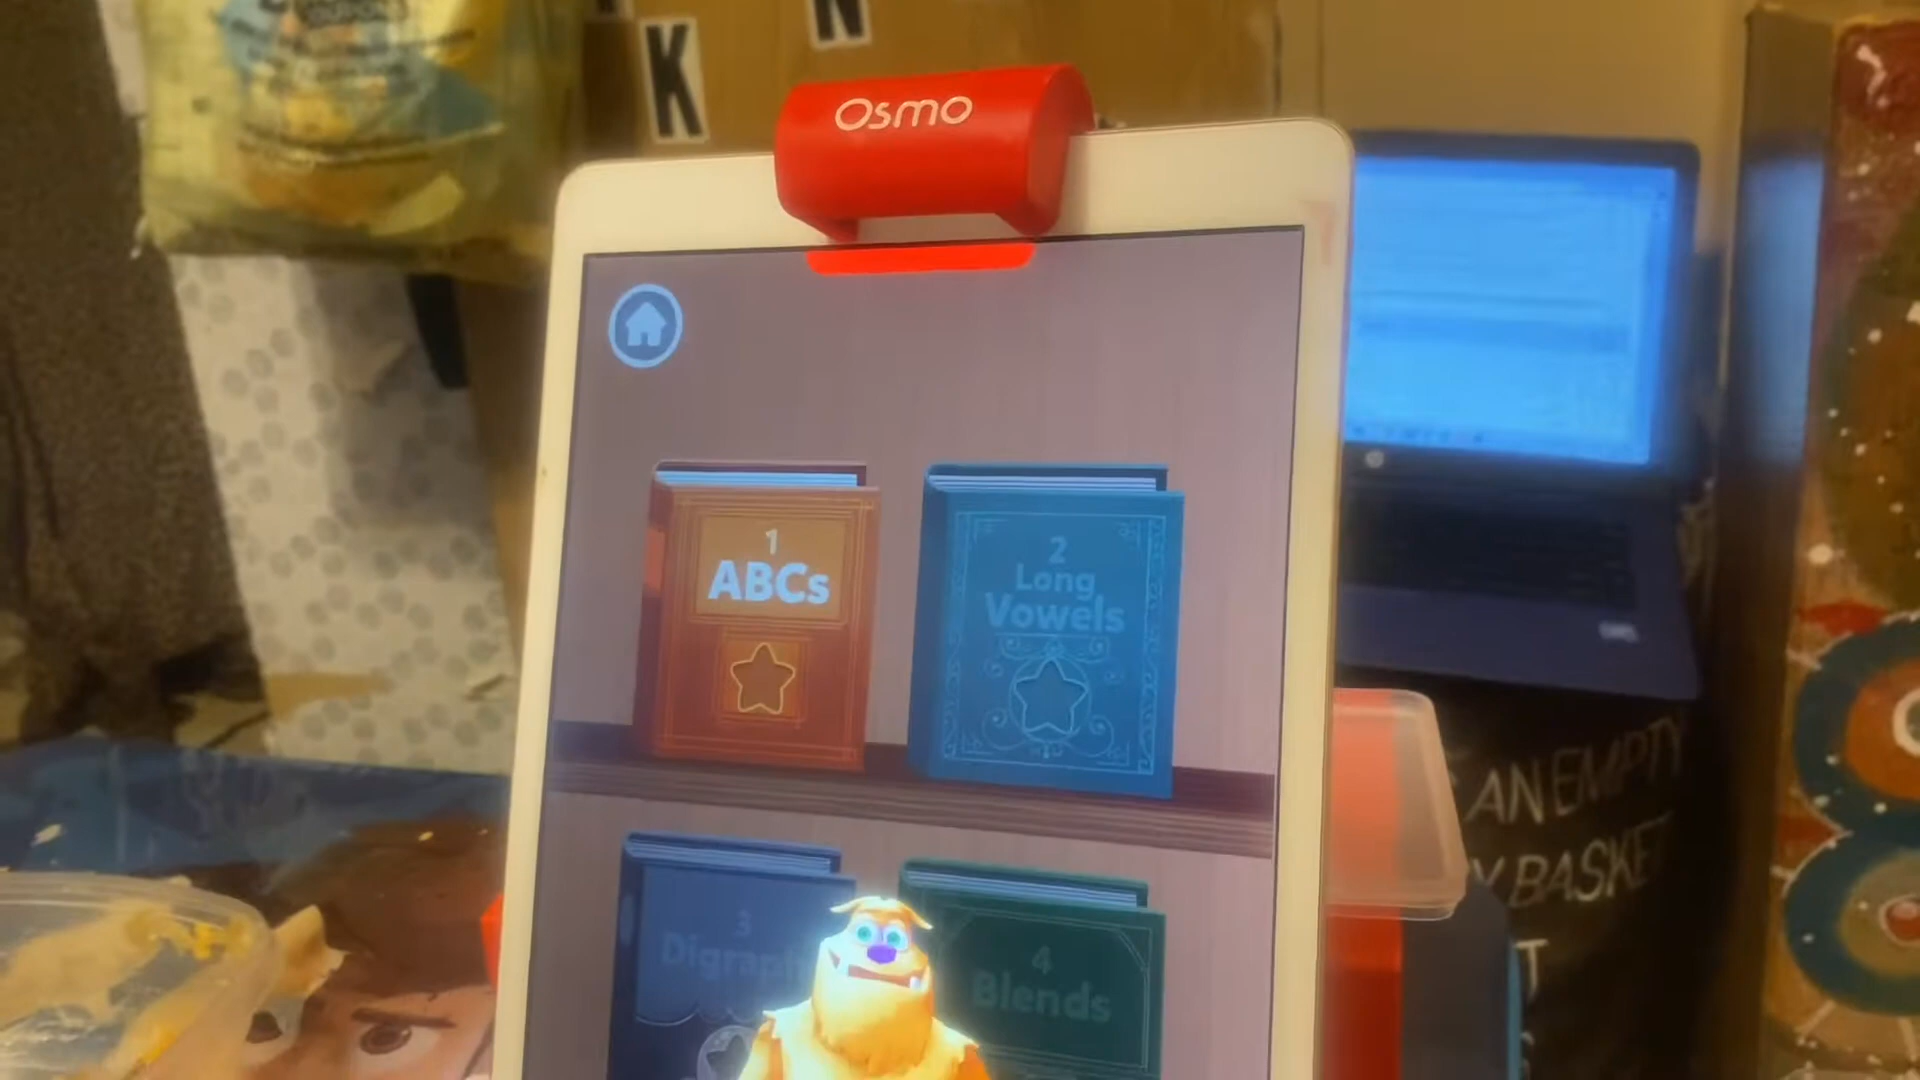 K
N
Osmo
1
ABCs
2
Long
Vowels
3
4
Blends
AN EMPTY
BASKET